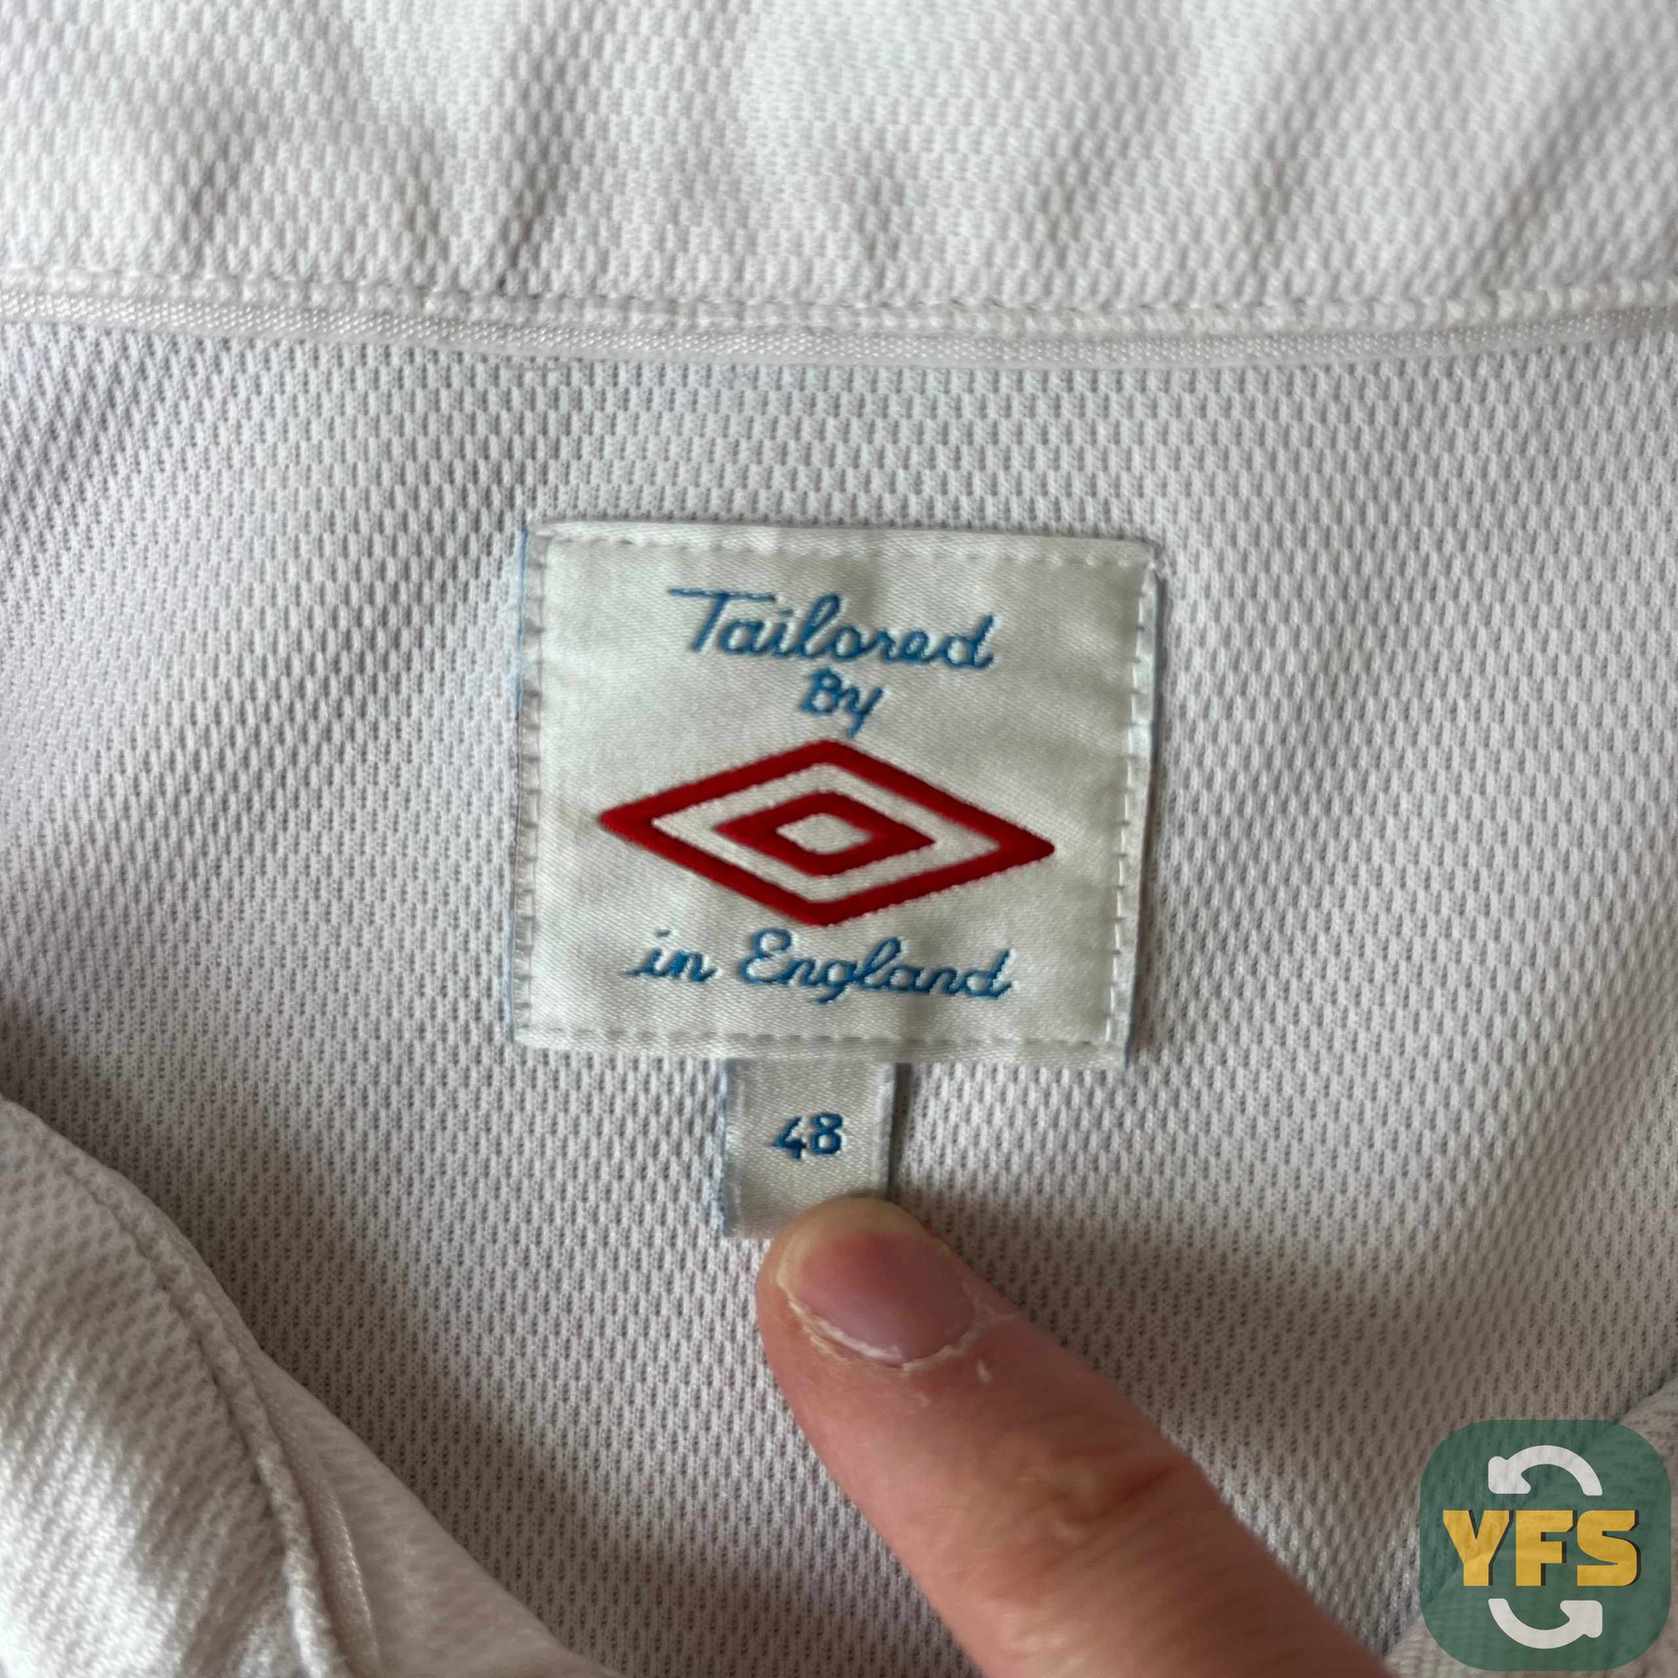 Tailored
By
in England
48
YFS